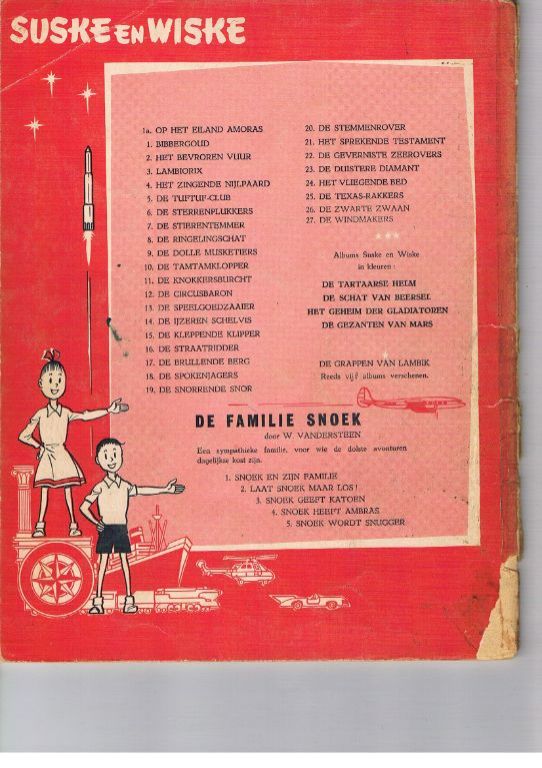 SUSKE EN WISKE
1a. OP HET EILAND AMORAS
1. BIBBERGOUD
2. HET BEVROREN VUUR
3. LAMBIORIX
4. HET ZINGENDE NIJLPAARD
5. DE TUFTUF-CLUB
6. DE STERRENPLUKKERS
7. DE STIERENTEMMER
8. DE RINGELINGSCHAT
9. DE DOLLE MUSKETIERS
10. DE TAMTAMKLOPPER
11. DE KNOKKERSBURCHT
12. DE CIRCUSBARON
13. DE SPEELGOEDZAAIER
14. DE IJZEREN SCHELVIS
15. DE KLEPPENDE KLIPPER
16. DE STRAATRIDDER
17. DE BRULLENDE BERG
18. DE SPOKENJAGERS
19. DE SNORRENDE SNOR
20. DE STEMMENROVER
21. HET SPREKENDE TESTAMENT
22. DE GEVERNISTE ZEEROVERS
23. DE DUISTERE DIAMANT
24. HET VLIEGENDE BED
25. DE TEXAS-RAKKERS
26. DE ZWARTE ZWAAN
27. DE WINDMAKERS
Albums Suske en Wiske
in kleuren :
DE TARTAARSE HELM
DE SCHAT VAN BEERSEL
HET GEHEIM DER GLADIATOREN
DE GEZANTEN VAN MARS
DE GRAPPEN VAN LAMBIK
Reeds vijf albums verschenen.
DE FAMILIE SNOEK
door W. VANDERSTEEN
Een sympathieke familie, voor wie de dolste avonturen
dagelijkse kost zijn.
1. SNOEK EN ZIJN FAMILIE
2. LAAT SNOEK MAAR LOS !
3. SNOEK GEEFT KATOEN
4. SNOEK HEEFT AMBRAS
5. SNOEK WORDT SNUGGER